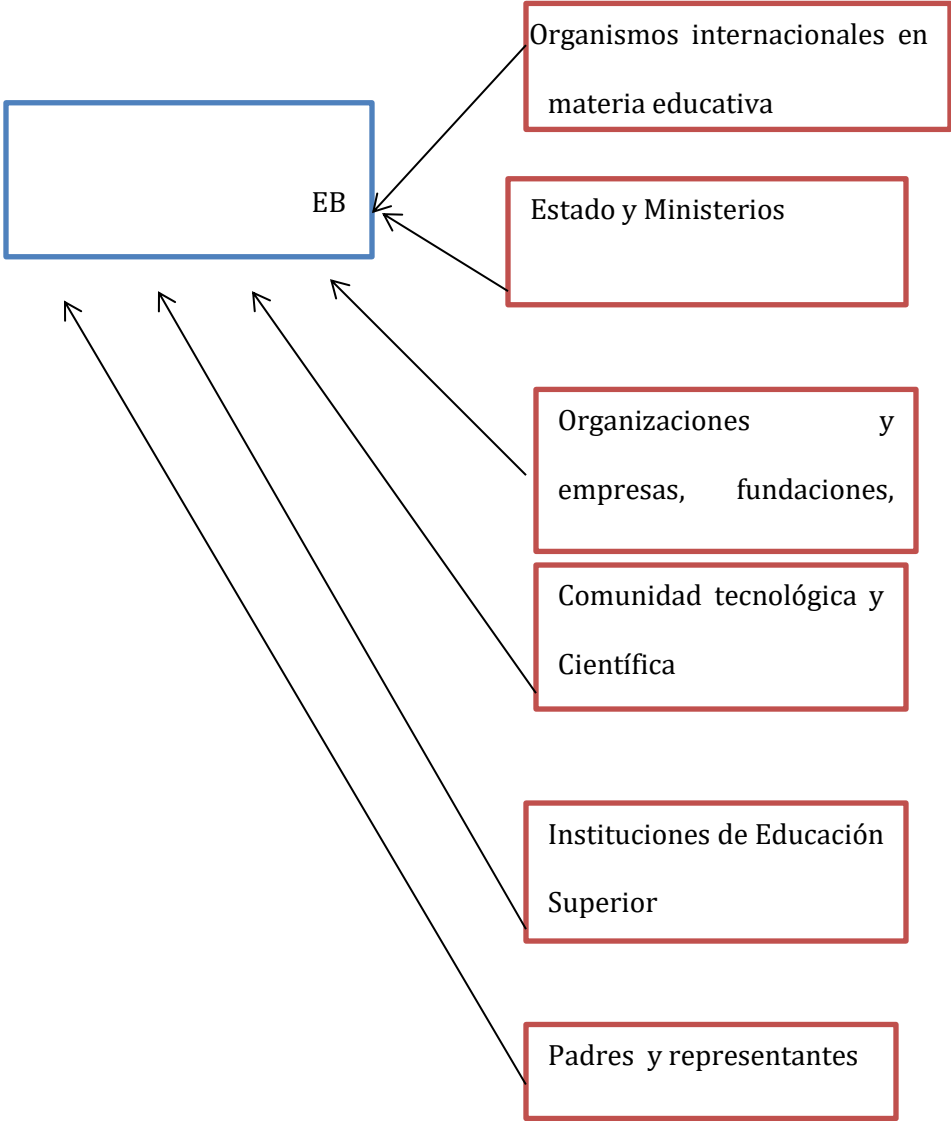 Organismos internacionales en
materia educativa
EB
Estado y Ministerios
Organizaciones y
empresas, fundaciones,
Comunidad tecnológica y
Científica
Instituciones de Educación
Superior
Padres y representantes